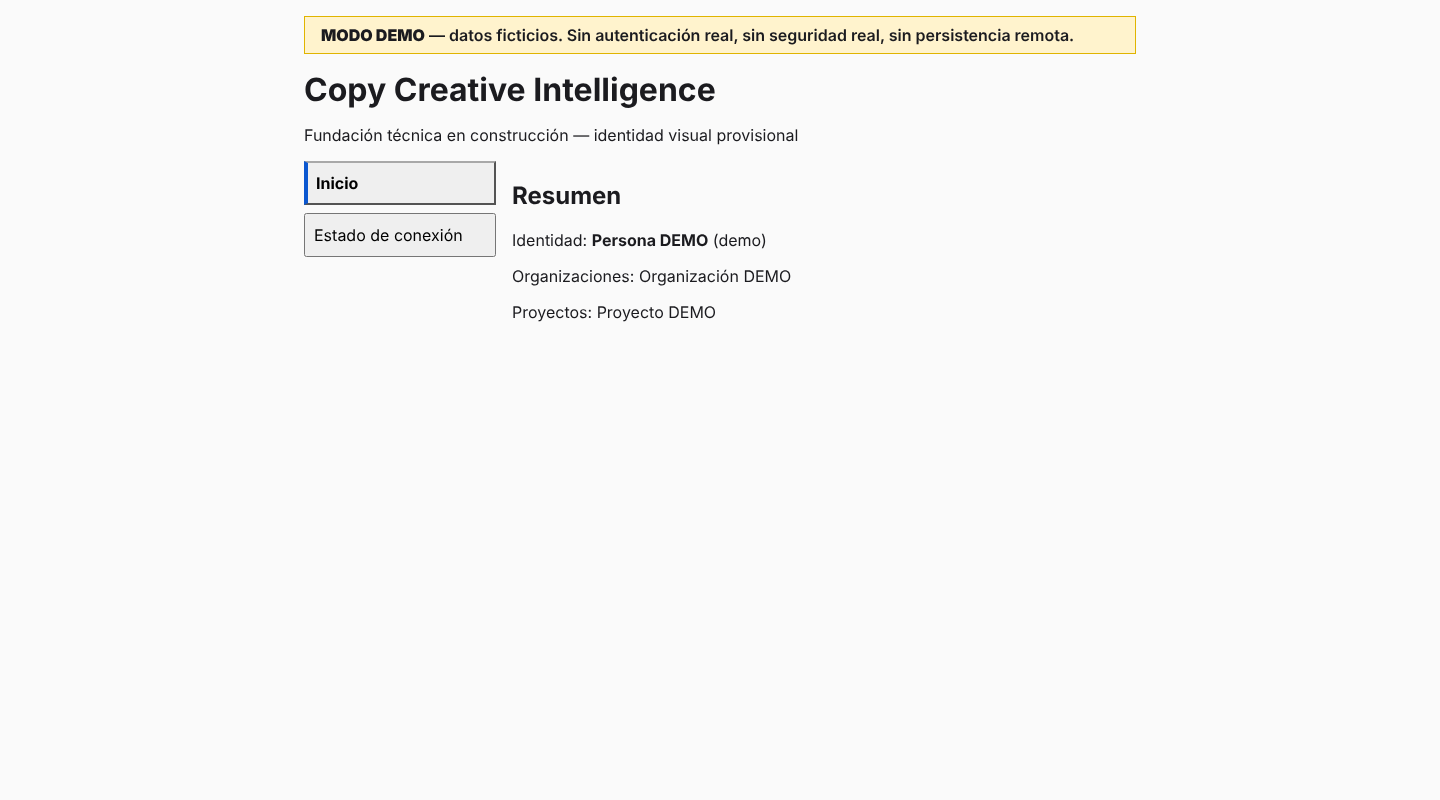 MODO DEMO — datos ficticios. Sin autenticación real, sin seguridad real, sin persistencia remota.
Copy Creative Intelligence
Fundación técnica en construcción — identidad visual provisional
Inicio
Estado de conexión
Resumen
Identidad: Persona DEMO (demo)
Organizaciones: Organización DEMO
Proyectos: Proyecto DEMO